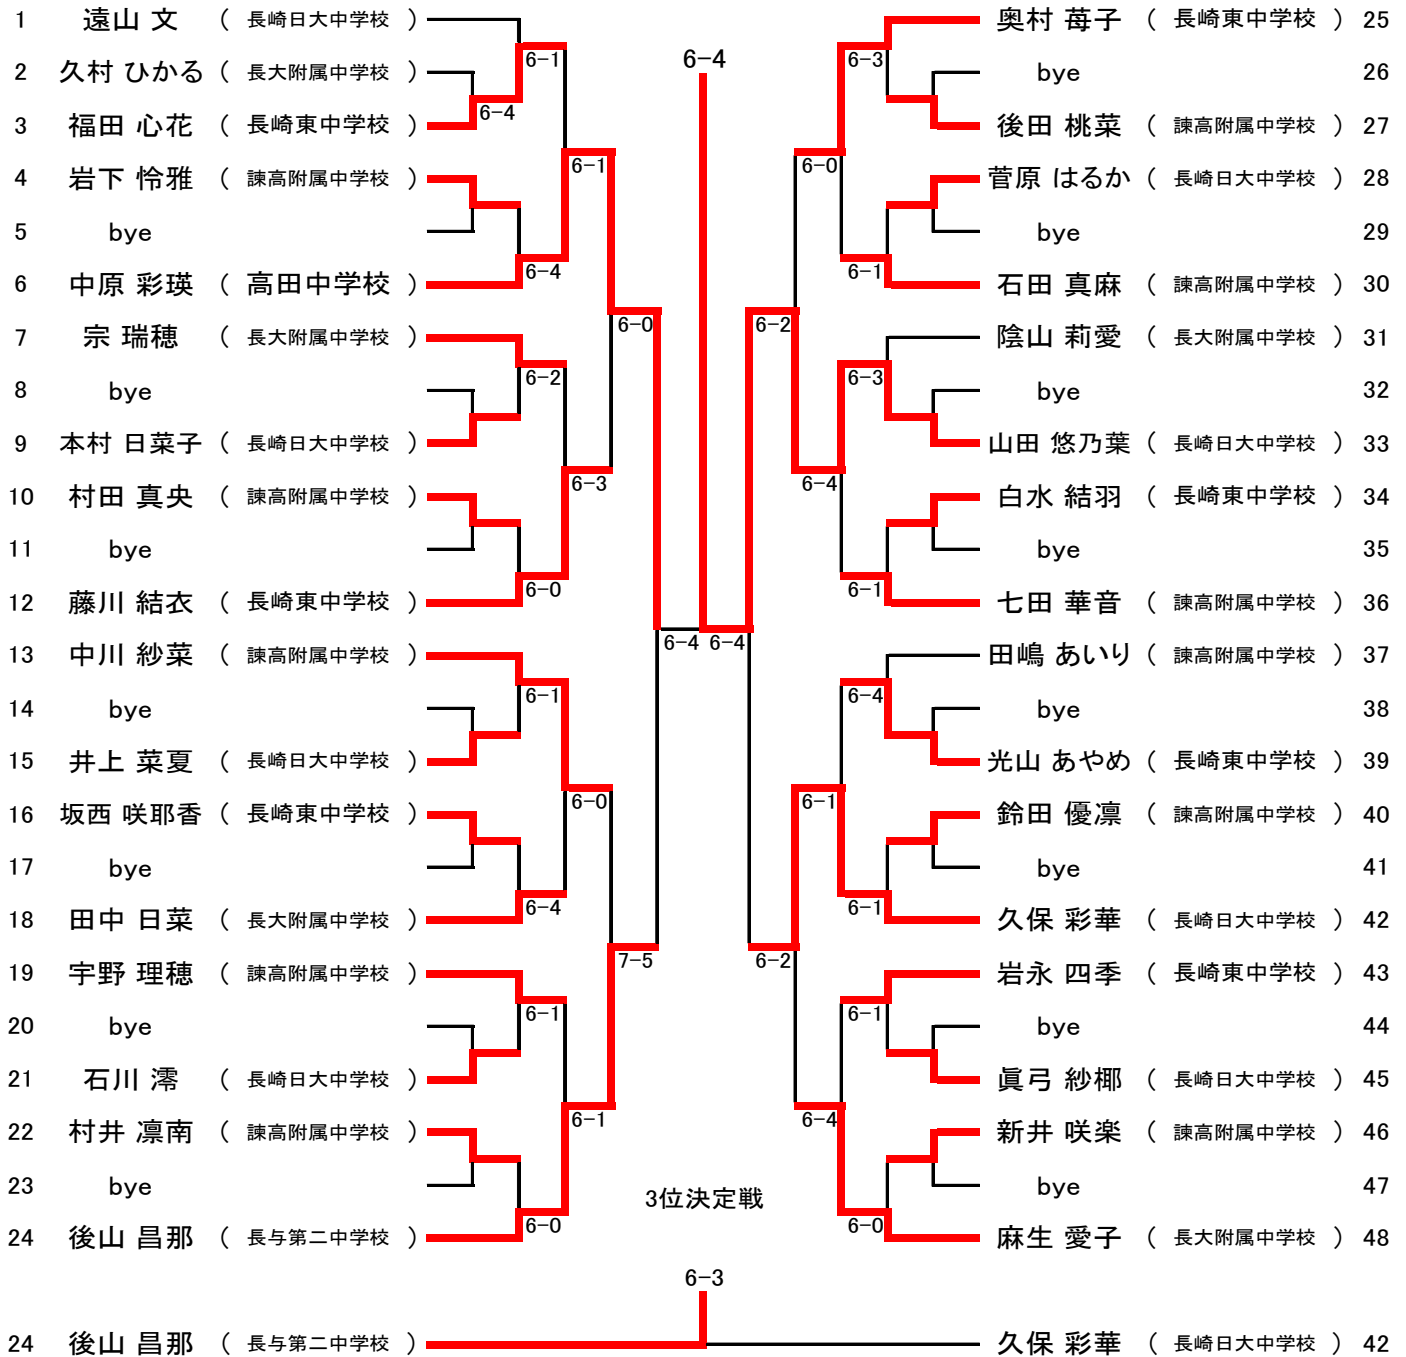 1 遠山 文 ( 長崎日大中学校 )
2 久村 ひかる ( 長大附属中学校 )
3 福田 心花 ( 長崎東中学校 )
4 岩下 怜雅 ( 諫高附属中学校 )
5 bye
6 中原 彩瑛 ( 高田中学校 )
7 宗 瑞穂 ( 長大附属中学校 )
8 bye
9 本村 日菜子 ( 長崎日大中学校 )
10 村田 真央 ( 諫高附属中学校 )
11 bye
12 藤川 結衣 ( 長崎東中学校 )
13 中川 紗菜 ( 諫高附属中学校 )
14 bye
15 井上 菜夏 ( 長崎日大中学校 )
16 坂西 咲耶香 ( 長崎東中学校 )
17 bye
18 田中 日菜 ( 長大附属中学校 )
19 宇野 理穂 ( 諫高附属中学校 )
20 bye
21 石川 澪 ( 長崎日大中学校 )
22 村井 凛南 ( 諫高附属中学校 )
23 bye
24 後山 昌那 ( 長与第二中学校 )
6-4
6-1
6-4
6-2
6-0
6-1
6-4
6-1
6-0
6-1
6-3
6-0
6-1
6-0
7-5
6-4
6-4
6-4
6-2
6-2
6-0
6-4
6-1
6-4
6-3
6-1
6-3
6-1
6-4
6-1
6-1
6-0
奥村 苺子 ( 長崎東中学校 ) 25
bye 26
後田 桃菜 ( 諫高附属中学校 ) 27
菅原 はるか ( 長崎日大中学校 ) 28
bye 29
石田 真麻 ( 諫高附属中学校 ) 30
陰山 莉愛 ( 長大附属中学校 ) 31
bye 32
山田 悠乃葉 ( 長崎日大中学校 ) 33
白水 結羽 ( 長崎東中学校 ) 34
bye 35
七田 華音 ( 諫高附属中学校 ) 36
田嶋 あいり ( 諫高附属中学校 ) 37
bye 38
光山 あやめ ( 長崎東中学校 ) 39
鈴田 優凛 ( 諫高附属中学校 ) 40
bye 41
久保 彩華 ( 長崎日大中学校 ) 42
岩永 四季 ( 長崎東中学校 ) 43
bye 44
眞弓 紗椰 ( 長崎日大中学校 ) 45
新井 咲楽 ( 諫高附属中学校 ) 46
bye 47
麻生 愛子 ( 長大附属中学校 ) 48
3位決定戦
6-3
24 後山 昌那 ( 長与第二中学校 )
久保 彩華 ( 長崎日大中学校 ) 42